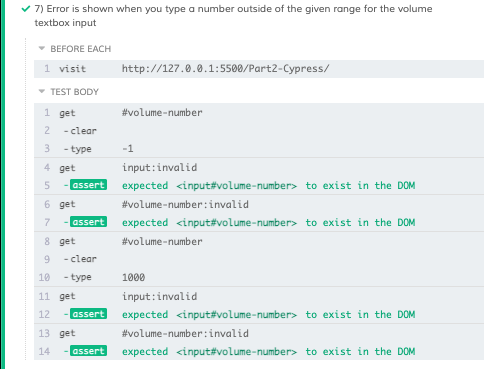 7) Error is shown when you type a number outside of the given range for the volume
textbox input
BEFORE EACH
1 visit http://127.0.0.1:5500/Part2-Cypress/
TEST BODY
1 get #volume-number
2 -clear
3 -type -1
4 get input:invalid
5 -assert expected <input#volume-number> to exist in the DOM
6 get #volume-number:invalid
7 -assert expected <input#volume-number> to exist in the DOM
8 get #volume-number
9 -clear
10 -type 1000
11 get input:invalid
12 -assert expected <input#volume-number> to exist in the DOM
13 get #volume-number:invalid
14 -assert expected <input#volume-number> to exist in the DOM